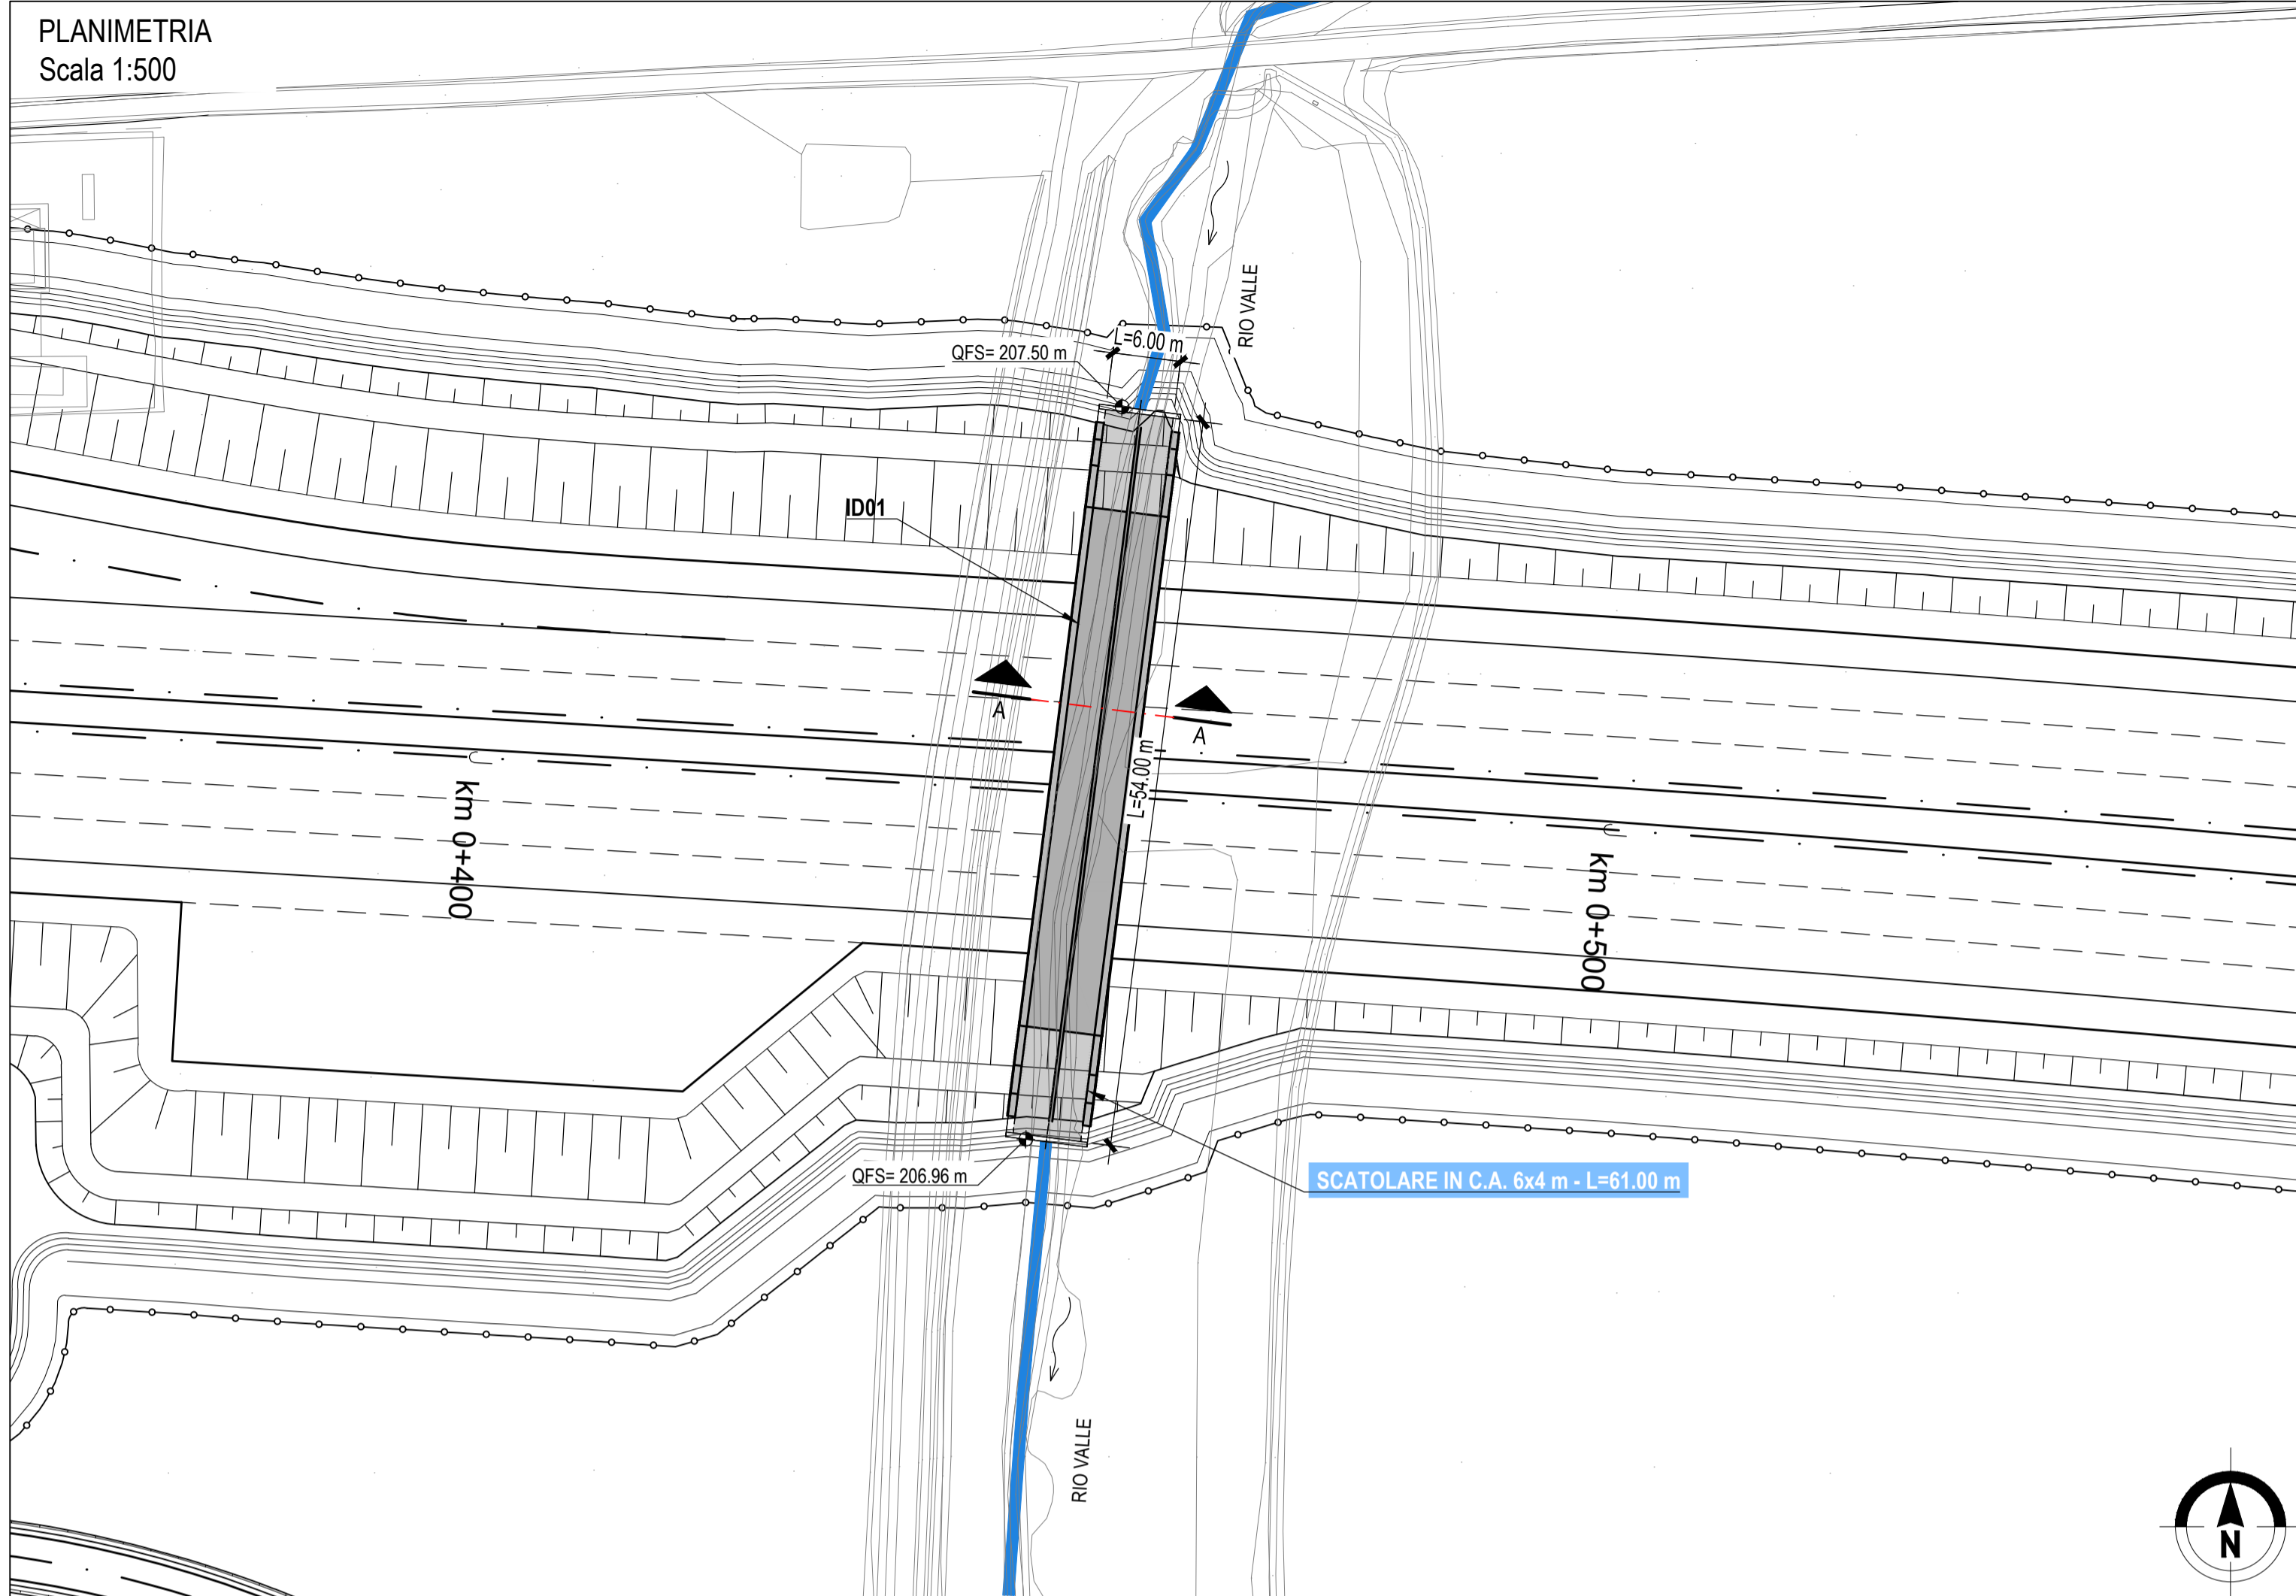 PLANIMETRIA
Scala 1:500
RIO VALLE
L=6.00 m
QFS= 207.50 m
ID01
A
A
L=54.00 m
km 0+400
km 0+500
QFS= 206.96 m
SCATOLARE IN C.A. 6x4 m - L=61.00 m
RIO VALLE
N